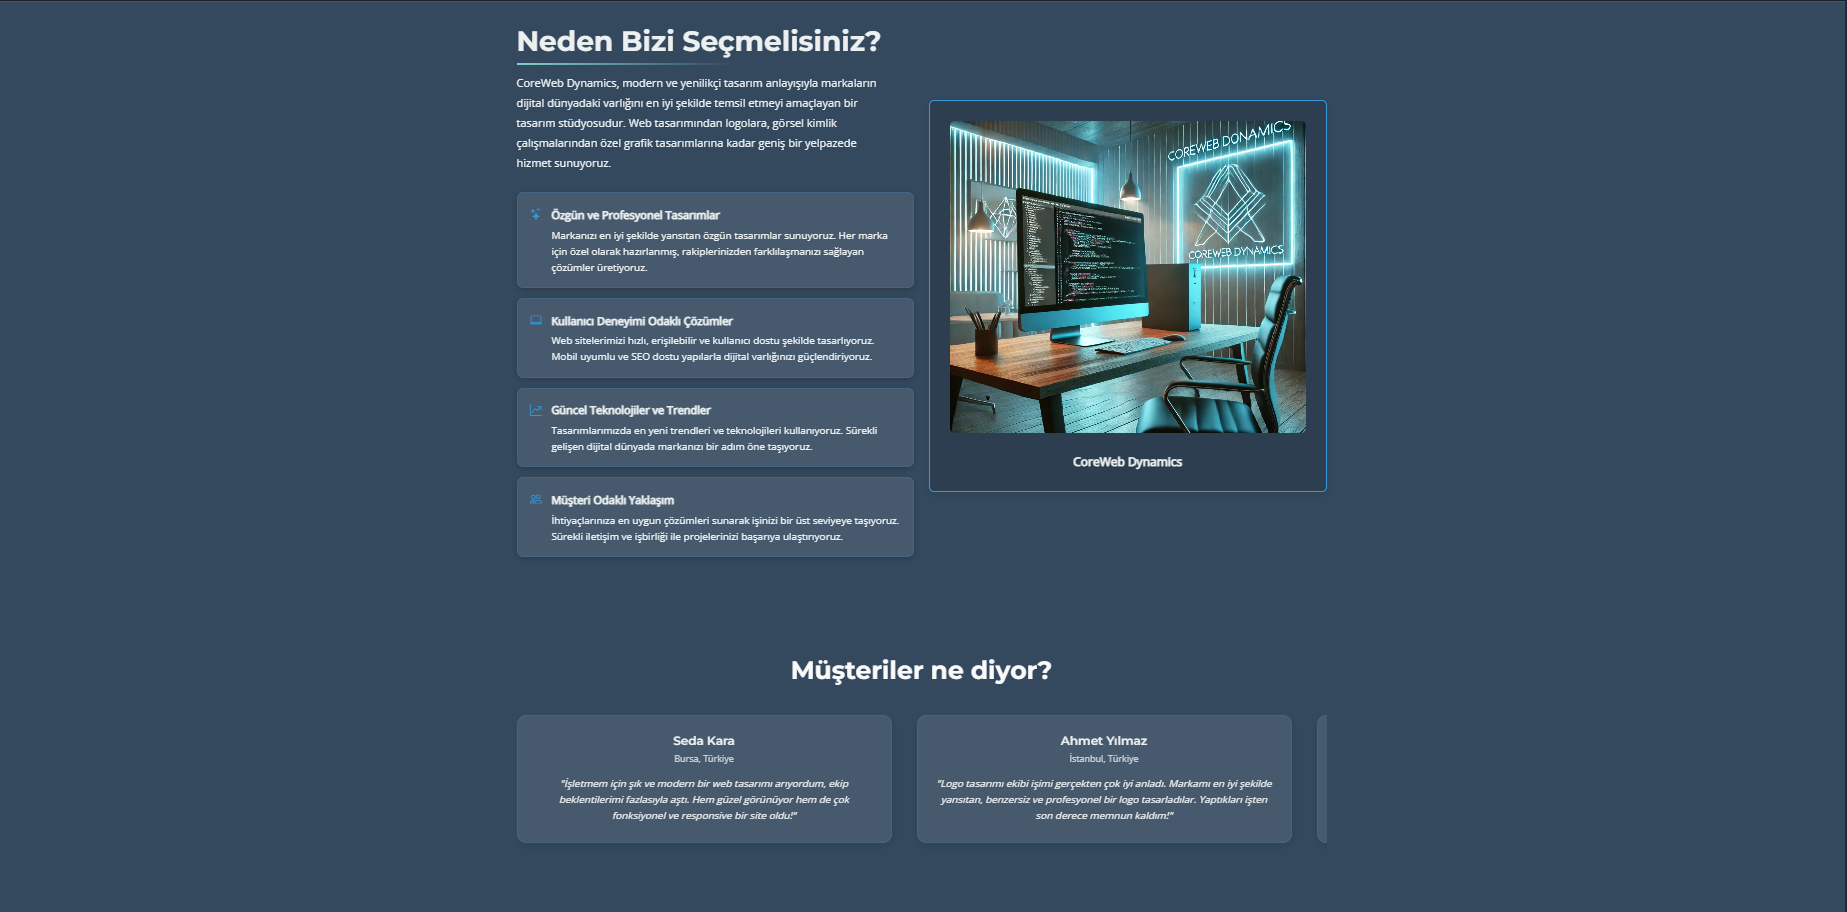 Neden Bizi Seçmelisiniz?
CoreWeb Dynamics, modern ve yenilikçi tasarım anlayışıyla markaların
dijital dünyadaki varlığını en iyi şekilde temsil etmeyi amaçlayan bir
tasarım stüdyosudur. Web tasarımından logolara, görsel kimlik
çalışmalarından özel grafik tasarımlarına kadar geniş bir yelpazede
hizmet sunuyoruz.
Özgün ve Profesyonel Tasarımlar
Markanızı en iyi şekilde yansıtan özgün tasarımlar sunuyoruz. Her marka
için özel olarak hazırlanmış, rakiplerinizden farklılaşmanızı sağlayan
çözümler üretiyoruz.
Kullanıcı Deneyimi Odaklı Çözümler
Web sitelerimizi hızlı, erişilebilir ve kullanıcı dostu şekilde tasarlıyoruz.
Mobil uyumlu ve SEO dostu yapılarla dijital varlığınızı güçlendiriyoruz.
Güncel Teknolojiler ve Trendler
Tasarımlarımızda en yeni trendleri ve teknolojileri kullanıyoruz. Sürekli
gelişen dijital dünyada markanızı bir adım öne taşıyoruz.
Müşteri Odaklı Yaklaşım
İhtiyaçlarınıza en uygun çözümleri sunarak işinizi bir üst seviyeye taşıyoruz.
Sürekli iletişim ve işbirliği ile projelerinizi başarıya ulaştırıyoruz.
COREWEB DONAMICS
COREWEB DYNAMICS
CoreWeb Dynamics
Müşteriler ne diyor?
Seda Kara
Bursa, Türkiye
"İşletmem için şık ve modern bir web tasarımı arıyordum, ekip
beklentilerimi fazlasıyla aştı. Hem güzel görünüyor hem de çok
fonksiyonel ve responsive bir site oldu!"
Ahmet Yılmaz
İstanbul, Türkiye
"Logo tasarımı ekibi işimi gerçekten çok iyi anladı. Markamı en iyi şekilde
yansıtan, benzersiz ve profesyonel bir logo tasarladılar. Yaptıkları işten
son derece memnun kaldım!"